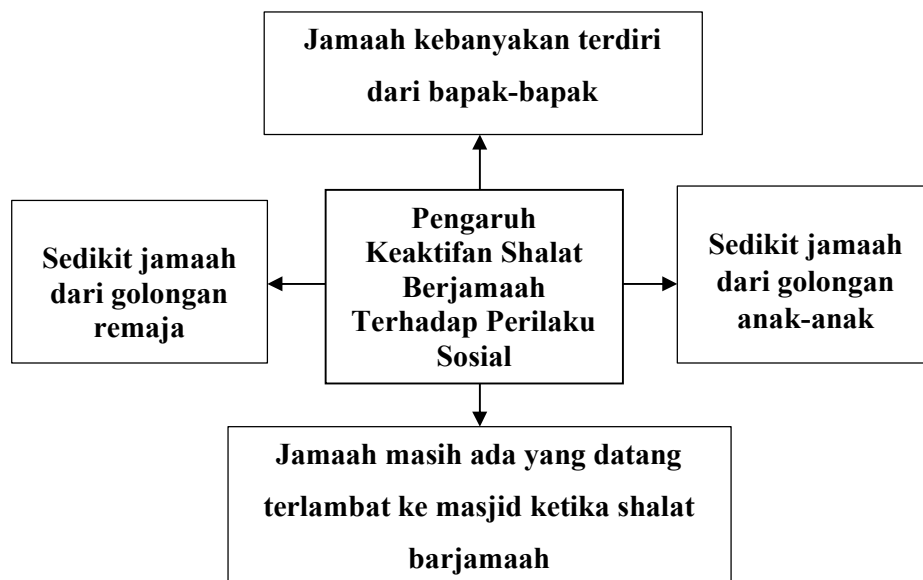 Jamaah kebanyakan terdiri
dari bapak-bapak
Sedikit jamaah
dari golongan
remaja
Pengaruh
Keaktifan Shalat
Berjamaah
Terhadap Perilaku
Sosial
Sedikit jamaah
dari golongan
anak-anak
Jamaah masih ada yang datang
terlambat ke masjid ketika shalat
barjamaah